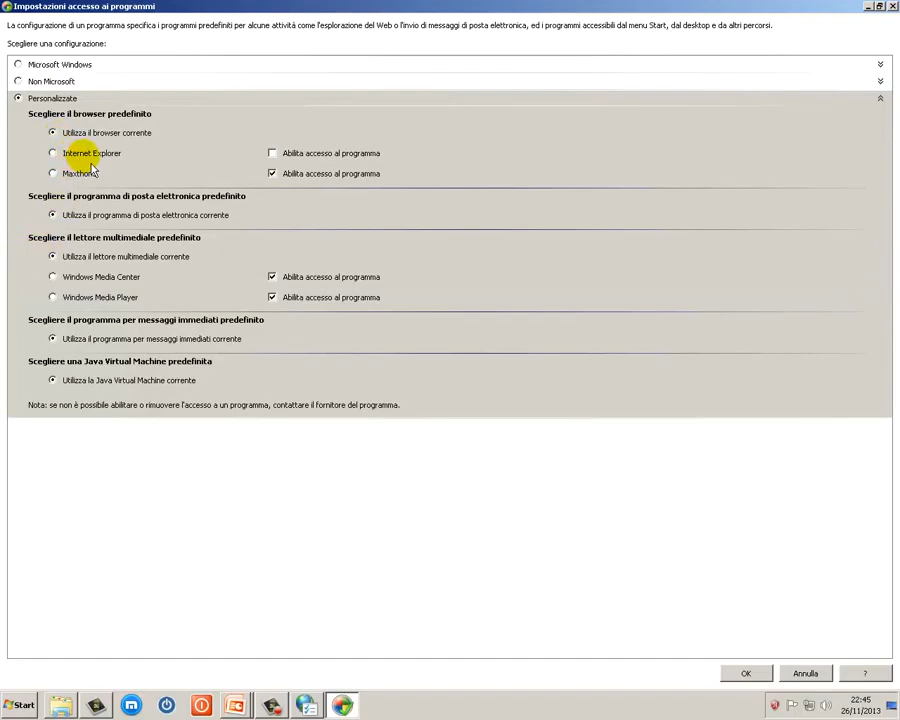 Impostazioni accesso ai programmi
La configurazione di un programma specifica i programmi predefiniti per alcune attività come l'esplorazione del Web o l'invio di messaggi di posta elettronica, ed i programmi accessibili dal menu Start, dal desktop e da altri percorsi.
Scegliere una configurazione:
Microsoft Windows
Non Microsoft
Personalizzate
Scegliere il browser predefinito
Utilizza il browser corrente
Internet Explorer Abilita accesso al programma
Maxthon Abilita accesso al programma
Scegliere il programma di posta elettronica predefinito
Utilizza il programma di posta elettronica corrente
Scegliere il lettore multimediale predefinito
Utilizza il lettore multimediale corrente
Windows Media Center Abilita accesso al programma
Windows Media Player Abilita accesso al programma
Scegliere il programma per messaggi immediati predefinito
Utilizza il programma per messaggi immediati corrente
Scegliere una Java Virtual Machine predefinita
Utilizza la Java Virtual Machine corrente
Nota: se non è possibile abilitare o rimuovere l'accesso a un programma, contattare il fornitore del programma.
OK Annulla ?
Start
22:45
26/11/2013